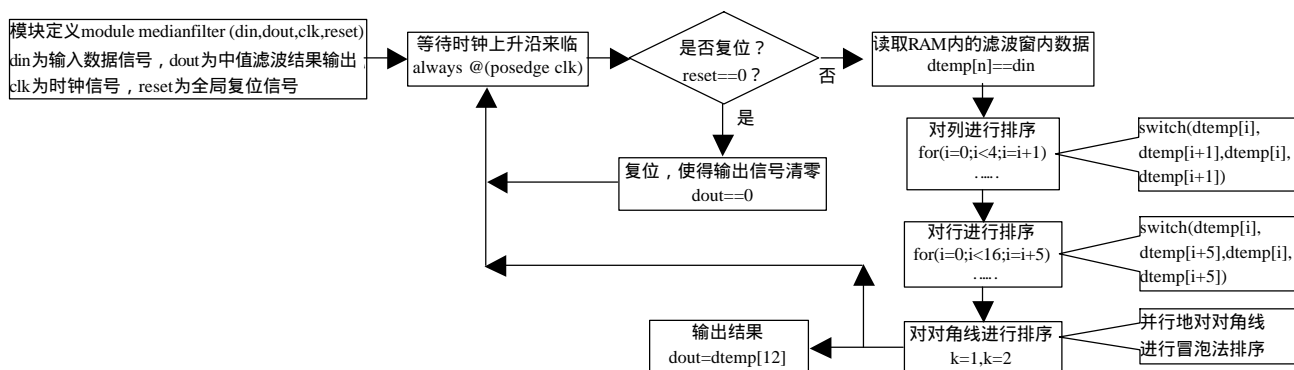 模块定义module medianfilter (din,dout,clk,reset)
din为输入数据信号，dout为中值滤波结果输出
clk为时钟信号，reset为全局复位信号
等待时钟上升沿来临
always @(posedge clk)
是否复位？
reset==0？
否
是
读取RAM内的滤波窗内数据
dtemp[n]==din
复位，使得输出信号清零
dout==0
对列进行排序
for(i=0;i<4;i=i+1)
……
switch(dtemp[i],
dtemp[i+1],dtemp[i],
dtemp[i+1])
对行进行排序
for(i=0;i<16;i=i+5)
……
switch(dtemp[i],
dtemp[i+5],dtemp[i],
dtemp[i+5])
对对角线进行排序
k=1,k=2
并行地对对角线
进行冒泡法排序
输出结果
dout=dtemp[12]